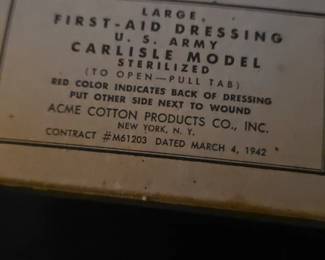 LARGE,
FIRST-AID DRESSING
U. S. ARMY
CARLISLE MODEL
STERILIZED
(TO OPEN—PULL TAB)
RED COLOR INDICATES BACK OF DRESSING
PUT OTHER SIDE NEXT TO WOUND
ACME COTTON PRODUCTS CO., INC.
NEW YORK, N. Y.
CONTRACT #M61203 DATED MARCH 4, 1942